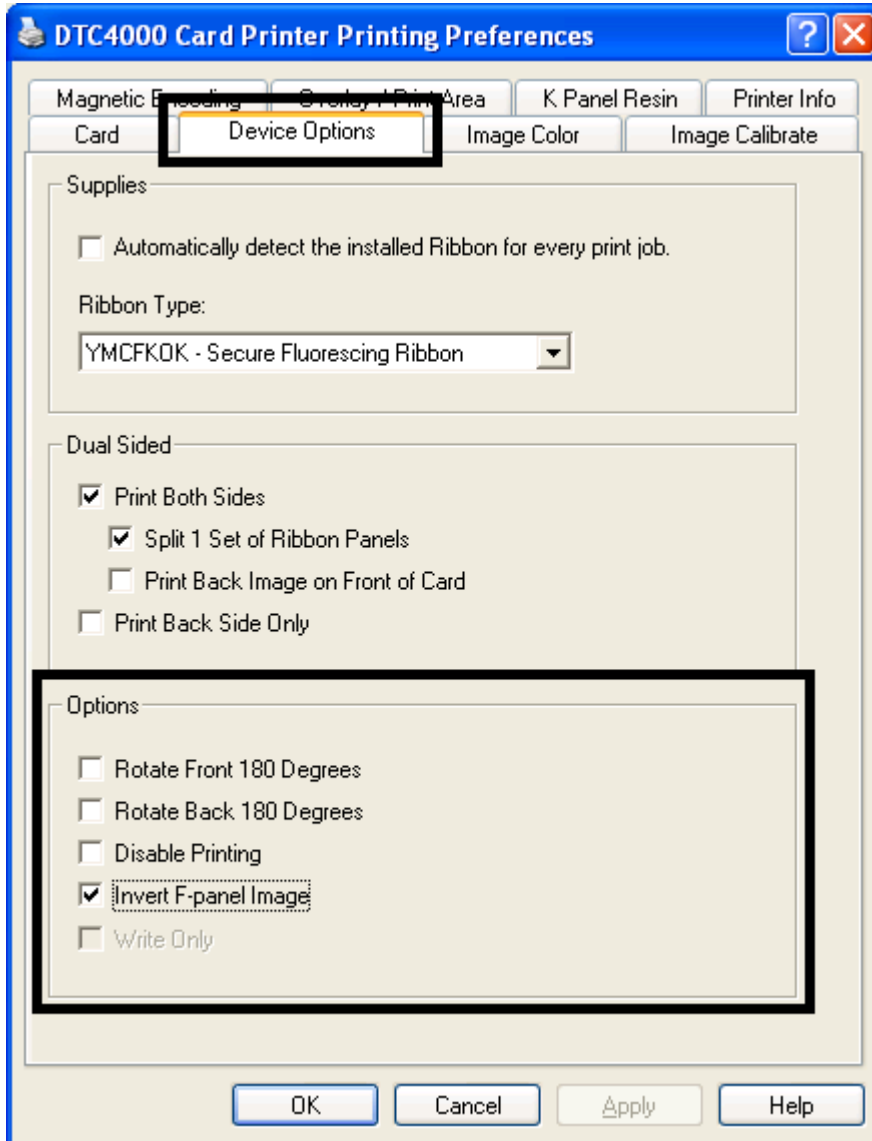 DTC4000 Card Printer Printing Preferences
Magnetic Encoding Overlay / Print Area K Panel Resin Printer Info
Card Device Options Image Color Image Calibrate
Supplies
Automatically detect the installed Ribbon for every print job.
Ribbon Type:
YMCFKOK - Secure Fluorescing Ribbon
Dual Sided
Print Both Sides
Split 1 Set of Ribbon Panels
Print Back Image on Front of Card
Print Back Side Only
Options
Rotate Front 180 Degrees
Rotate Back 180 Degrees
Disable Printing
Invert F-panel Image
Write Only
OK Cancel Apply Help